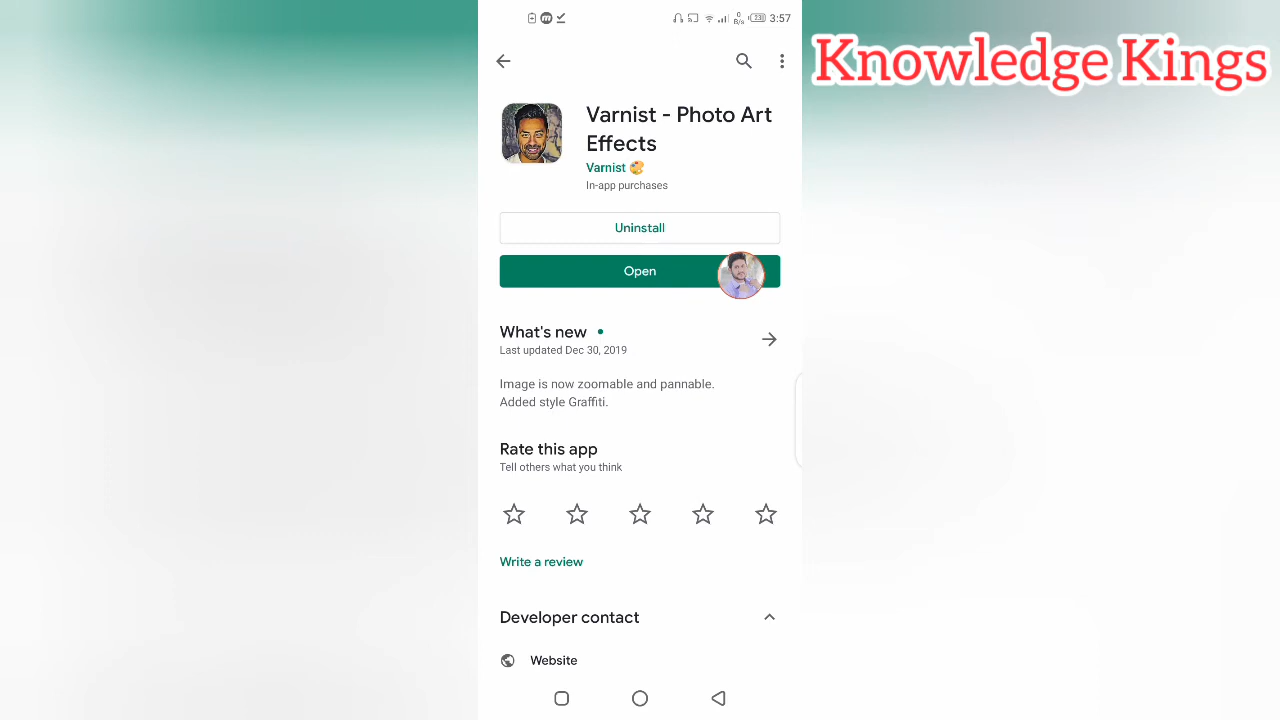 3:57
Knowledge Kings
Varnist - Photo Art
Effects
Varnist 🎨
In-app purchases
Uninstall
Open
What's new
Last updated Dec 30, 2019
Image is now zoomable and pannable.
Added style Graffiti.
Rate this app
Tell others what you think
Write a review
Developer contact
Website